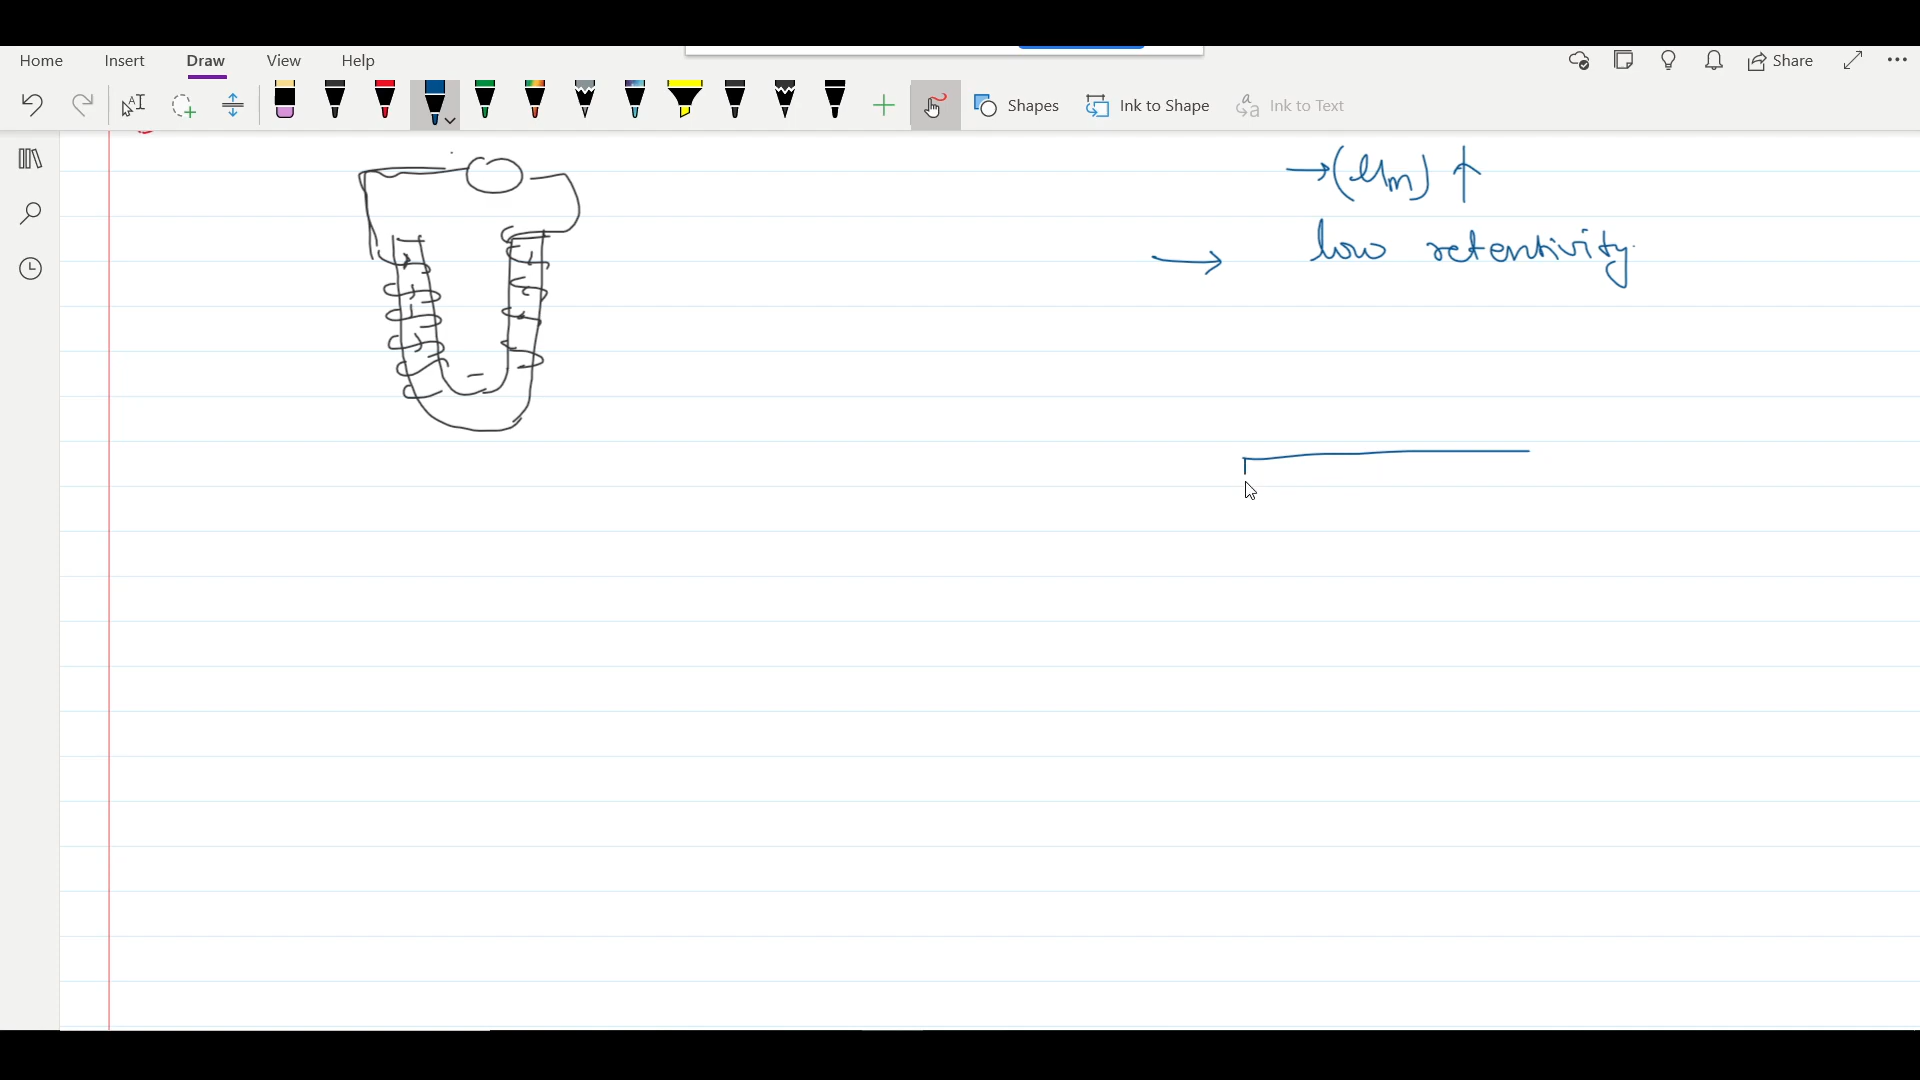 Home Insert Draw View Help
Share
Shapes Ink to Shape Ink to Text
→(μm) ↑
→ low retentivity